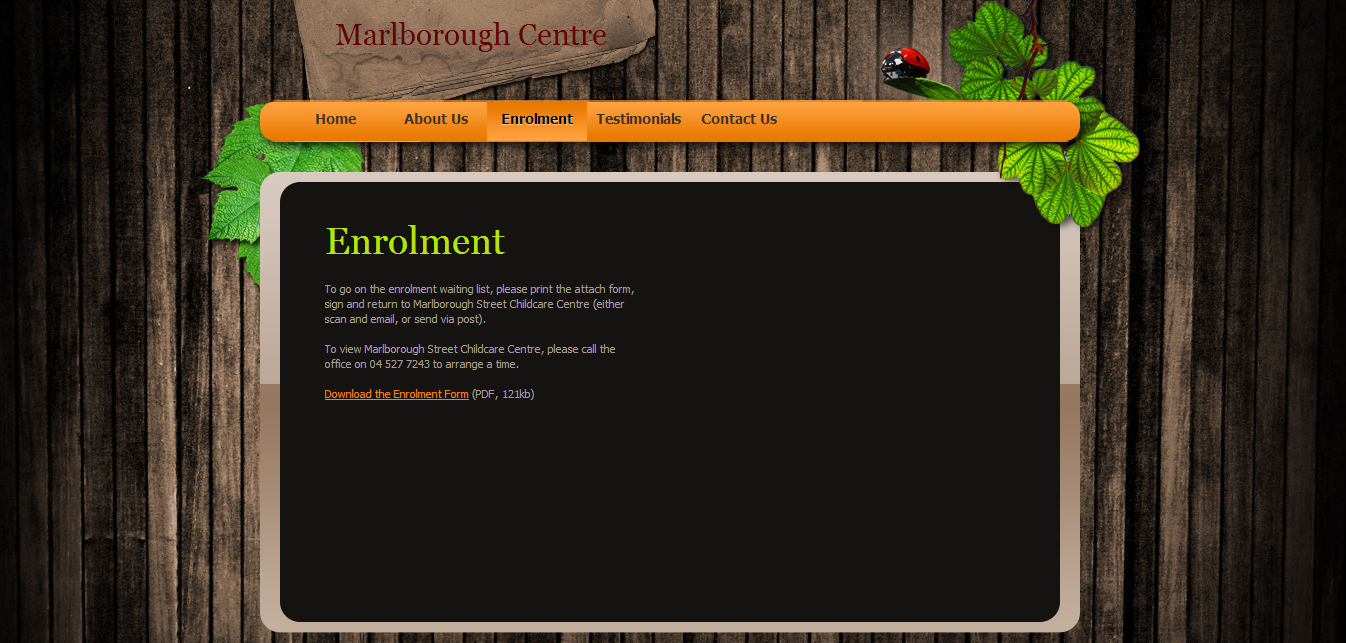 Marlborough Centre
Home About Us Enrolment Testimonials Contact Us
Enrolment
To go on the enrolment waiting list, please print the attach form,
sign and return to Marlborough Street Childcare Centre (either
scan and email, or send via post).
To view Marlborough Street Childcare Centre, please call the
office on 04 527 7243 to arrange a time.
Download the Enrolment Form (PDF, 121kb)